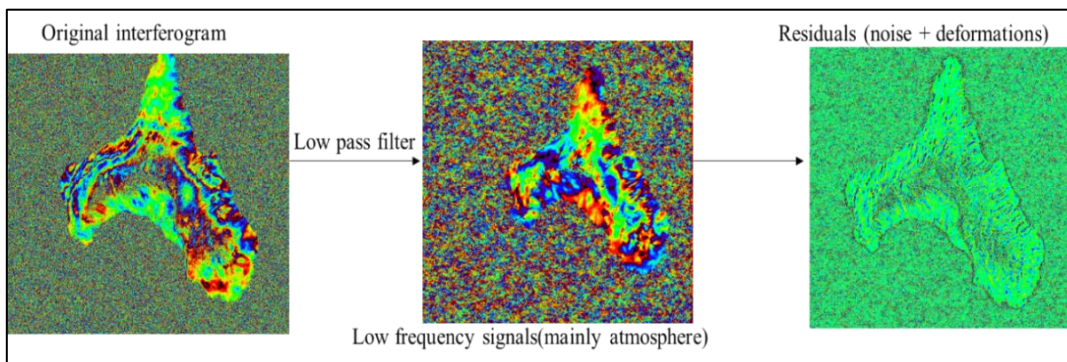 Original interferogram
Low pass filter
Low frequency signals(mainly atmosphere)
Residuals (noise + deformations)